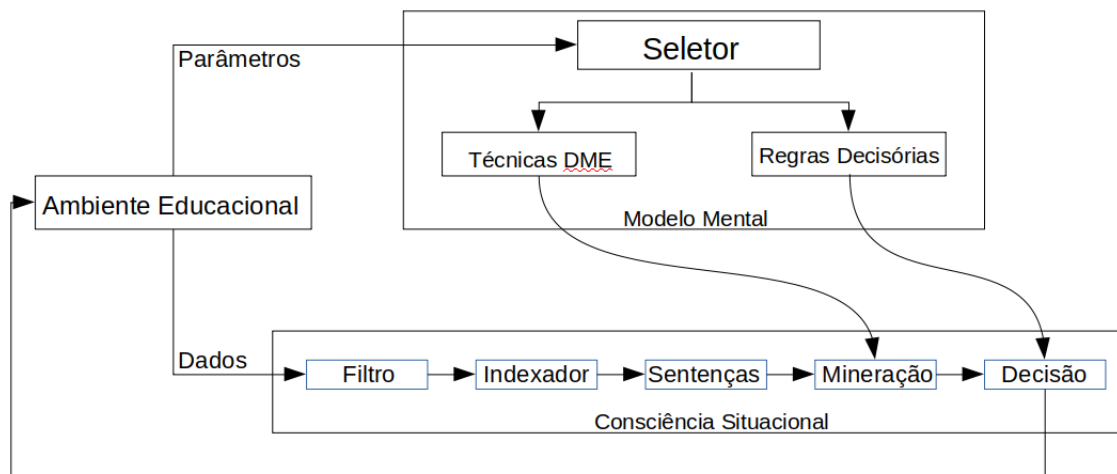 Parâmetros
Seletor
Técnicas DME
Regras Decisórias
Ambiente Educacional
Modelo Mental
Dados
Filtro
Indexador
Sentenças
Mineração
Decisão
Consciência Situacional